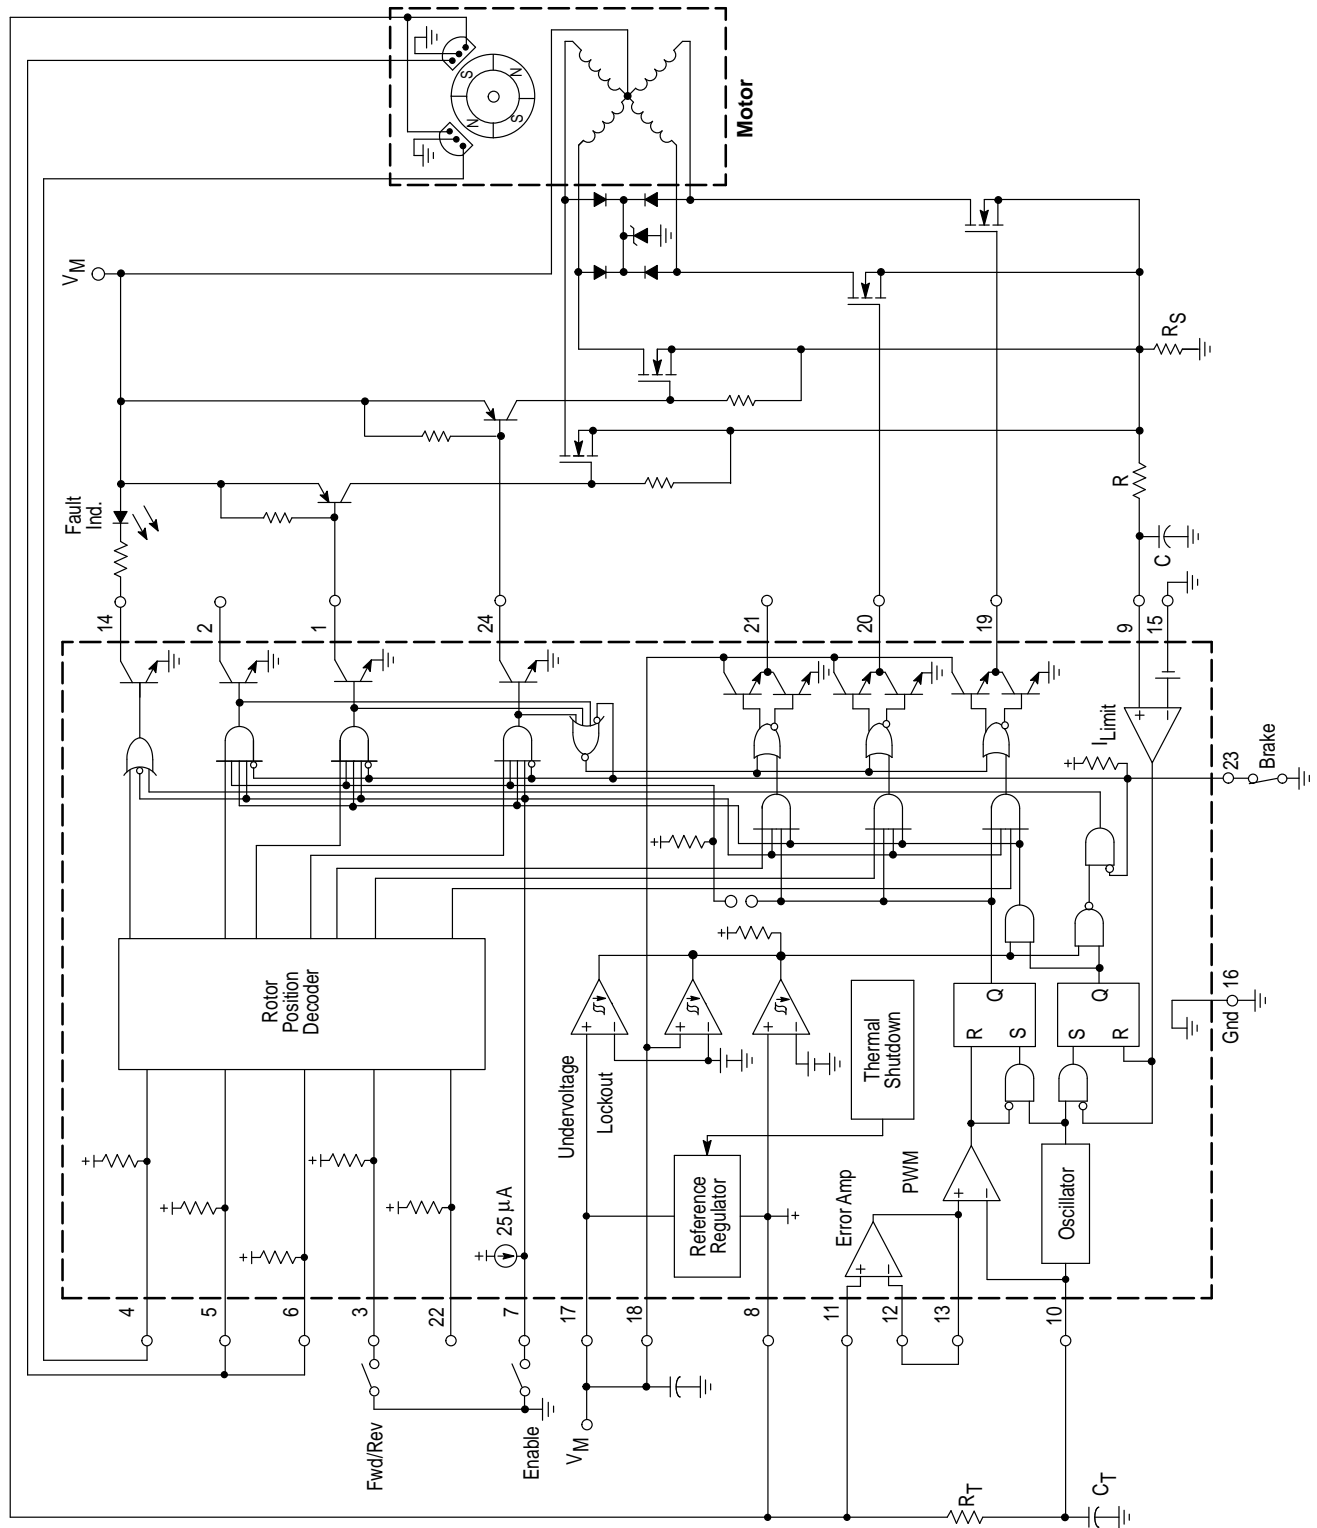 Motor
N
S
S
N
VM
Fault
Ind.
RS
R
C
14
2
1
24
21
20
19
9
15
ILimit
23
Brake
Gnd 16
Rotor
Position
Decoder
Undervoltage
Lockout
Thermal
Shutdown
Reference
Regulator
Error Amp
PWM
Oscillator
R
S
Q
S
R
Q
25 µA
4
5
6
3
22
7
17
18
8
11
12
13
10
Fwd/Rev
Enable
VM
RT
CT